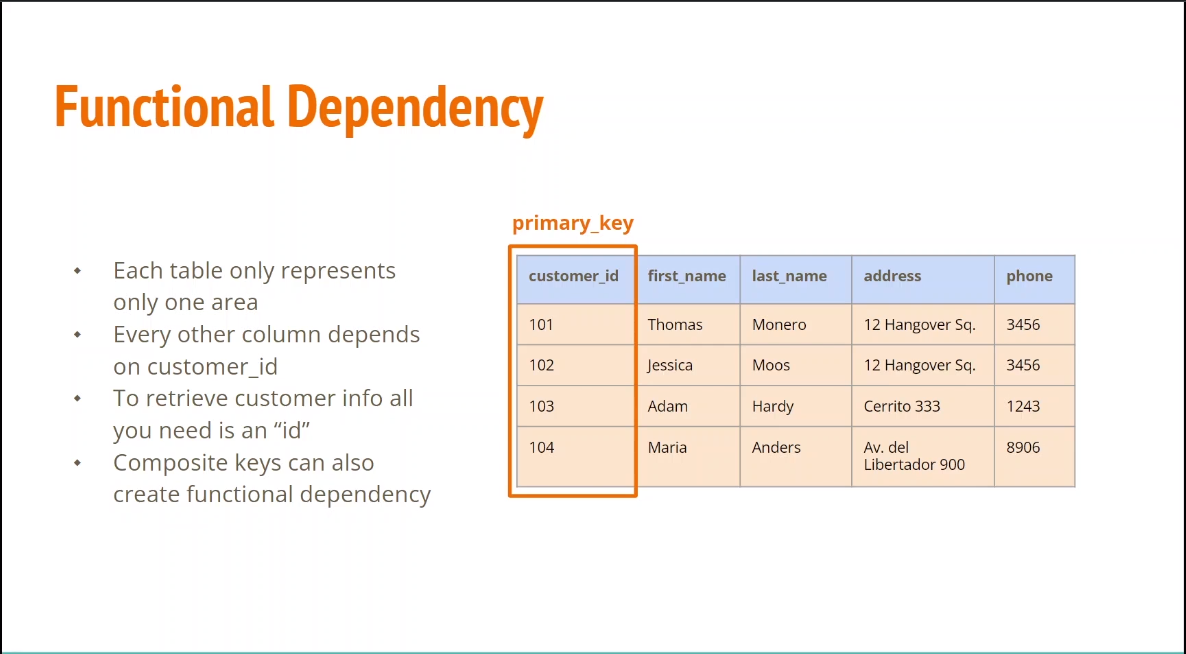 Functional Dependency
primary_key
⬩ Each table only represents
only one area
⬩ Every other column depends
on customer_id
⬩ To retrieve customer info all
you need is an “id”
⬩ Composite keys can also
create functional dependency
customer_id first_name last_name address phone
101 Thomas Monero 12 Hangover Sq. 3456
102 Jessica Moos 12 Hangover Sq. 3456
103 Adam Hardy Cerrito 333 1243
104 Maria Anders Av. del 8906
Libertador 900